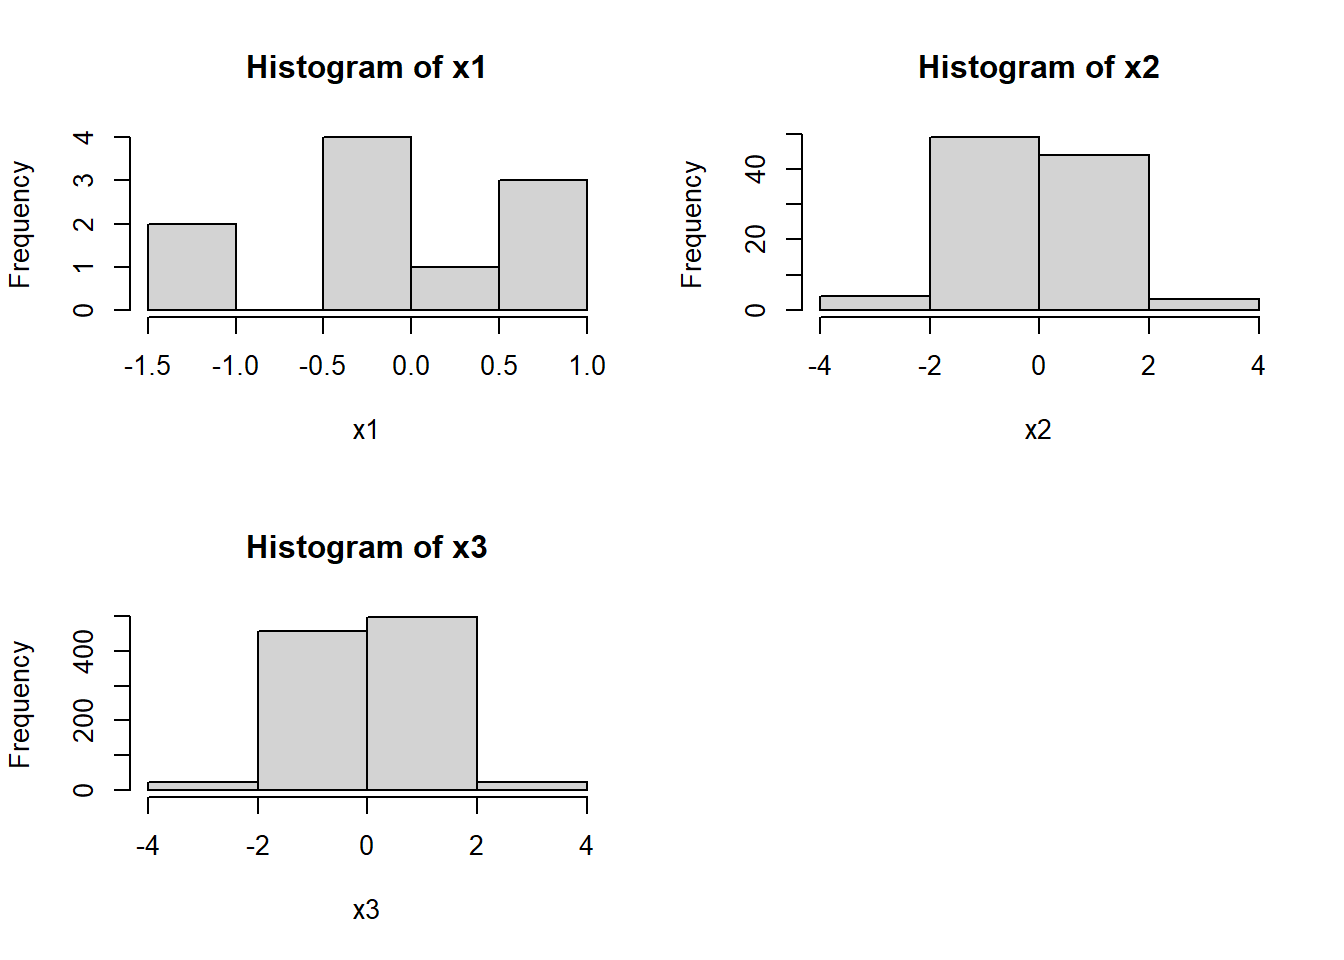 Histogram of x1
Frequency
0 1 2 3 4
-1.5 -1.0 -0.5 0.0 0.5 1.0
x1
Histogram of x2
Frequency
0 20 40
-4 -2 0 2 4
x2
Histogram of x3
Frequency
0 200 400
-4 -2 0 2 4
x3